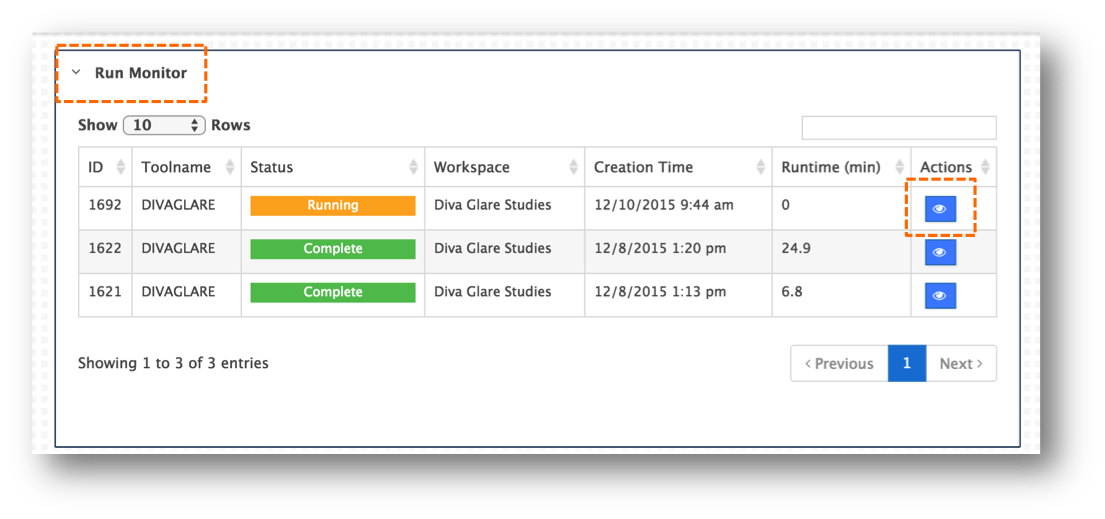 Run Monitor
Show 10 Rows
ID Toolname Status Workspace Creation Time Runtime (min) Actions
1692 DIVAGLARE Running Diva Glare Studies 12/10/2015 9:44 am 0
1622 DIVAGLARE Complete Diva Glare Studies 12/8/2015 1:20 pm 24.9
1621 DIVAGLARE Complete Diva Glare Studies 12/8/2015 1:13 pm 6.8
Showing 1 to 3 of 3 entries ‹ Previous 1 Next ›